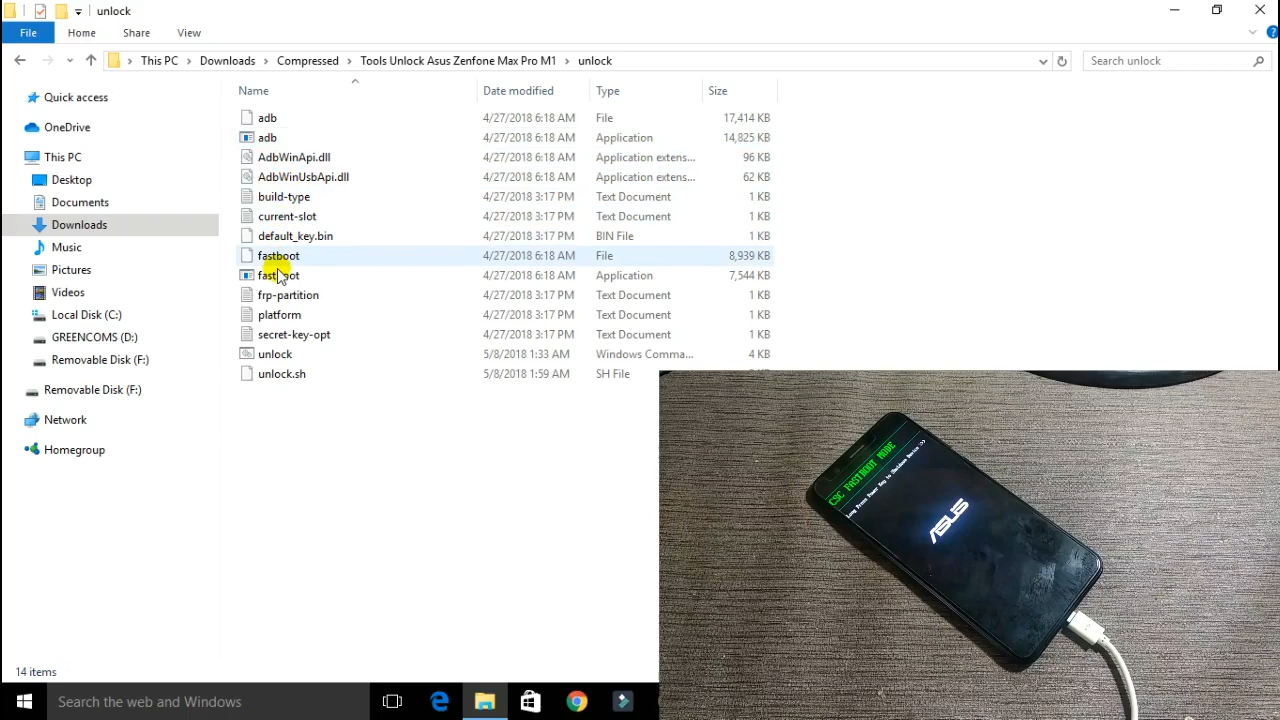 unlock
File Home Share View
This PC Downloads Compressed Tools Unlock Asus Zenfone Max Pro M1 unlock
Search unlock
Name Date modified Type Size
Quick access
OneDrive
This PC
Desktop
Documents
Downloads
Music
Pictures
Videos
Local Disk (C:)
GREENCOMS (D:)
Removable Disk (F:)
Removable Disk (F:)
Network
Homegroup
adb 4/27/2018 6:18 AM File 17,414 KB
adb 4/27/2018 6:18 AM Application 14,825 KB
AdbWinApi.dll 4/27/2018 6:18 AM Application extens... 96 KB
AdbWinUsbApi.dll 4/27/2018 6:18 AM Application extens... 62 KB
build-type 4/27/2018 3:17 PM Text Document 1 KB
current-slot 4/27/2018 3:17 PM Text Document 1 KB
default_key.bin 4/27/2018 3:17 PM BIN File 1 KB
fastboot 4/27/2018 6:18 AM File 8,939 KB
fastboot 4/27/2018 6:18 AM Application 7,544 KB
frp-partition 4/27/2018 3:17 PM Text Document 1 KB
platform 4/27/2018 3:17 PM Text Document 1 KB
secret-key-opt 4/27/2018 3:17 PM Text Document 1 KB
unlock 5/8/2018 1:33 AM Windows Comma... 4 KB
unlock.sh 5/8/2018 1:59 AM SH File
CSC FASTBOOT MODE
Long Press Power Key to Shutdown Device >>
ASUS
14 items
Search the web and Windows